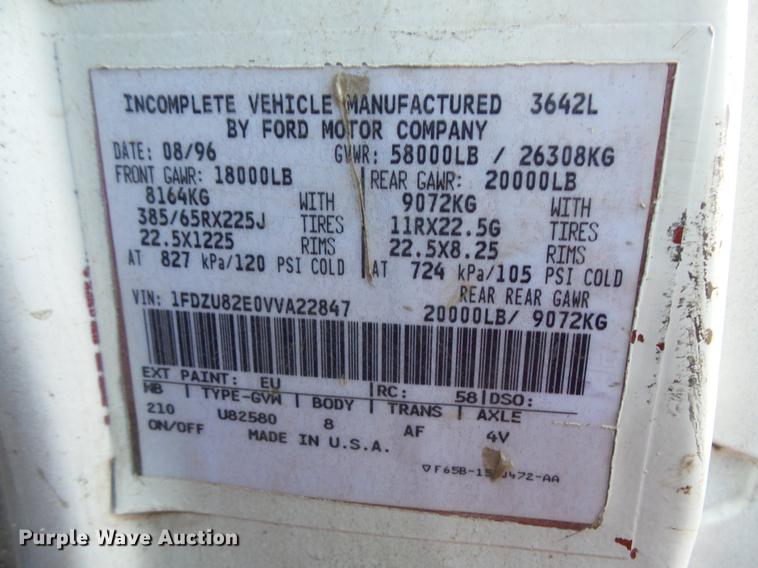 INCOMPLETE VEHICLE MANUFACTURED 3642L
BY FORD MOTOR COMPANY
DATE: 08/96 GVWR: 58000LB / 26308KG
FRONT GAWR: 18000LB REAR GAWR: 20000LB
8164KG WITH 9072KG WITH
385/65RX225J TIRES 11RX22.5G TIRES
22.5X1225 RIMS 22.5X8.25 RIMS
AT 827 kPa/120 PSI COLD AT 724 kPa/105 PSI COLD
REAR REAR GAWR
VIN: 1FDZU82E0VVA22847 20000LB/ 9072KG
EXT PAINT: EU RC: 58 DSO:
WB TYPE-GVW BODY TRANS AXLE
210 U82580 8 AF 4V
ON/OFF MADE IN U.S.A.
Purple Wave Auction